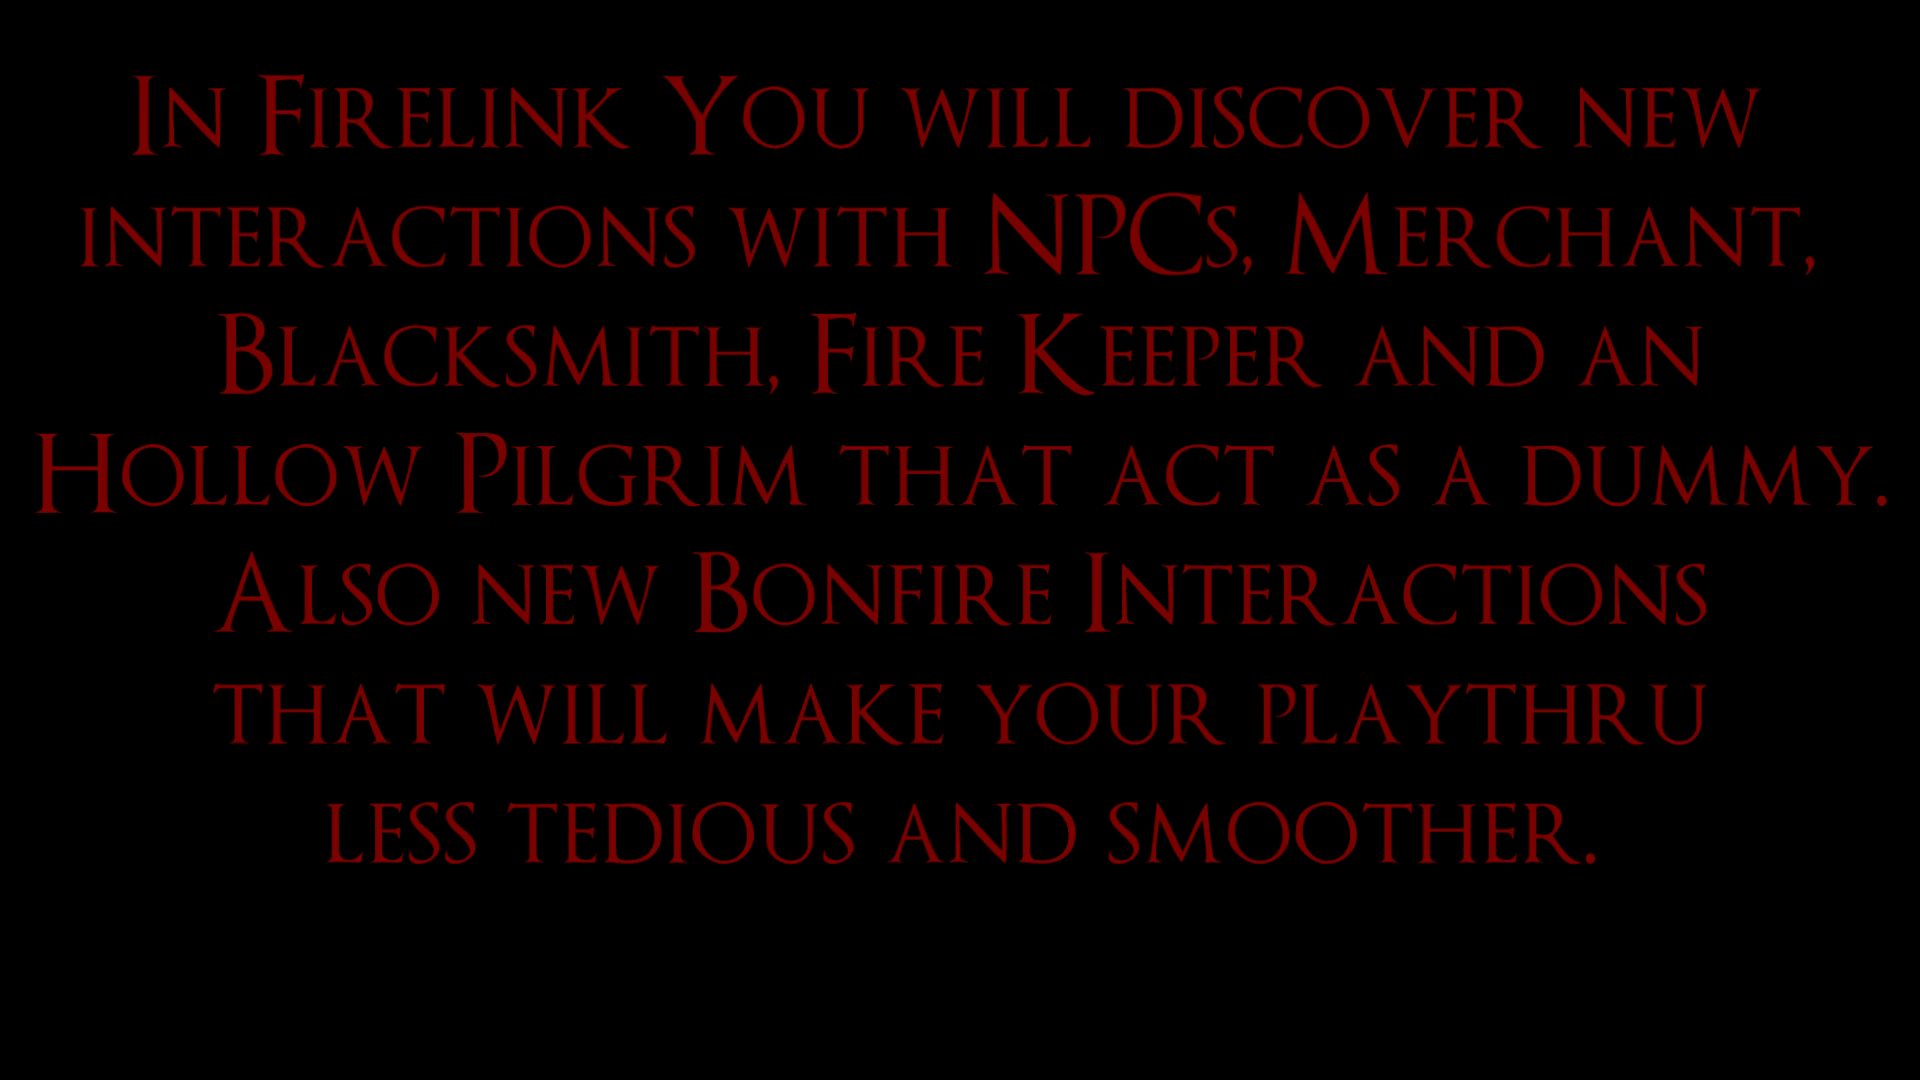 In Firelink You will discover new
interactions with NPCs, Merchant,
Blacksmith, Fire Keeper and an
Hollow Pilgrim that act as a dummy.
Also new Bonfire Interactions
that will make your playthru
less tedious and smoother.